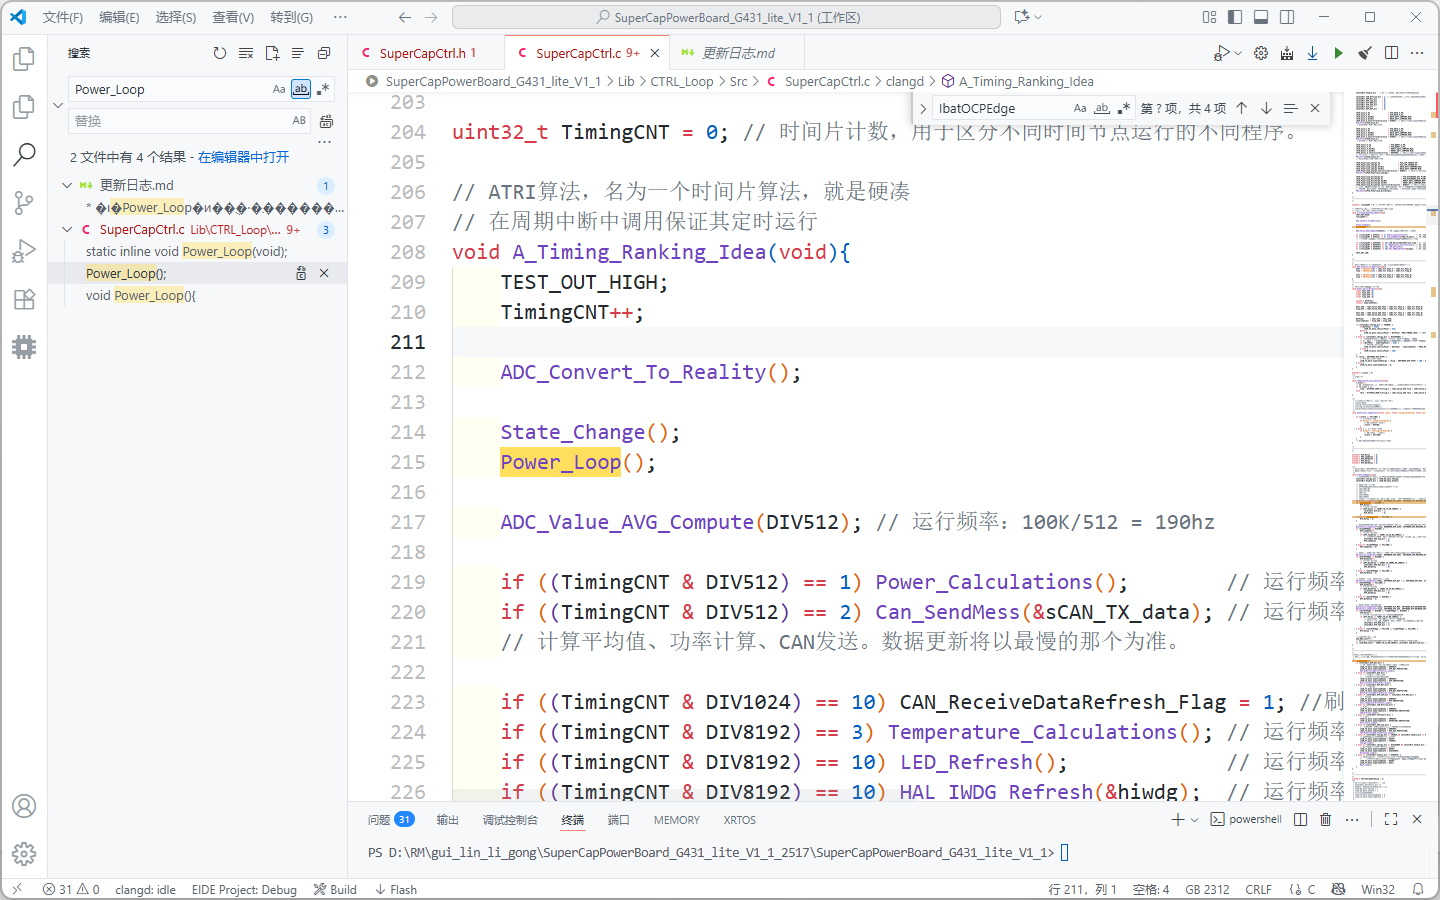 文件(F) 编辑(E) 选择(S) 查看(V) 转到(G) ··· SuperCapPowerBoard_G431_lite_V1_1 (工作区)
搜索
Power_Loop
Aa ab .*
替换
AB
···
2 文件中有 4 个结果 - 在编辑器中打开
更新日志.md 1
SuperCapCtrl.c Lib\CTRL_Loop\... 9+ 3
static inline void Power_Loop(void);
Power_Loop();
void Power_Loop(){
SuperCapCtrl.h 1
SuperCapCtrl.c 9+
更新日志.md
SuperCapPowerBoard_G431_lite_V1_1 > Lib > CTRL_Loop > Src > C SuperCapCtrl.c > clangd > A_Timing_Ranking_Idea
IbatOCPEdge Aa ab .* 第 ? 项，共 4 项
203
204 uint32_t TimingCNT = 0; // 时间片计数，用于区分不同时间节点运行的不同程序。
205
206 // ATRI算法，名为一个时间片算法，就是硬凑
207 // 在周期中断中调用保证其定时运行
208 void A_Timing_Ranking_Idea(void){
209 TEST_OUT_HIGH;
210 TimingCNT++;
211
212 ADC_Convert_To_Reality();
213
214 State_Change();
215 Power_Loop();
216
217 ADC_Value_AVG_Compute(DIV512); // 运行频率：100K/512 = 190hz
218
219 if ((TimingCNT & DIV512) == 1) Power_Calculations(); // 运行频率
220 if ((TimingCNT & DIV512) == 2) Can_SendMess(&sCAN_TX_data); // 运行频率
221 // 计算平均值、功率计算、CAN发送。数据更新将以最慢的那个为准。
222
223 if ((TimingCNT & DIV1024) == 10) CAN_ReceiveDataRefresh_Flag = 1; //刷
224 if ((TimingCNT & DIV8192) == 3) Temperature_Calculations(); // 运行频率
225 if ((TimingCNT & DIV8192) == 10) LED_Refresh(); // 运行频率
226 if ((TimingCNT & DIV8192) == 10) HAL_IWDG_Refresh(&hiwdg); // 运行频率
问题 31 输出 调试控制台 终端 端口 MEMORY XRTOS powershell
PS D:\RM\gui_lin_li_gong\SuperCapPowerBoard_G431_lite_V1_1_2517\SuperCapPowerBoard_G431_lite_V1_1>
31 0 clangd: idle EIDE Project: Debug Build Flash 行 211，列 1 空格: 4 GB 2312 CRLF C Win32